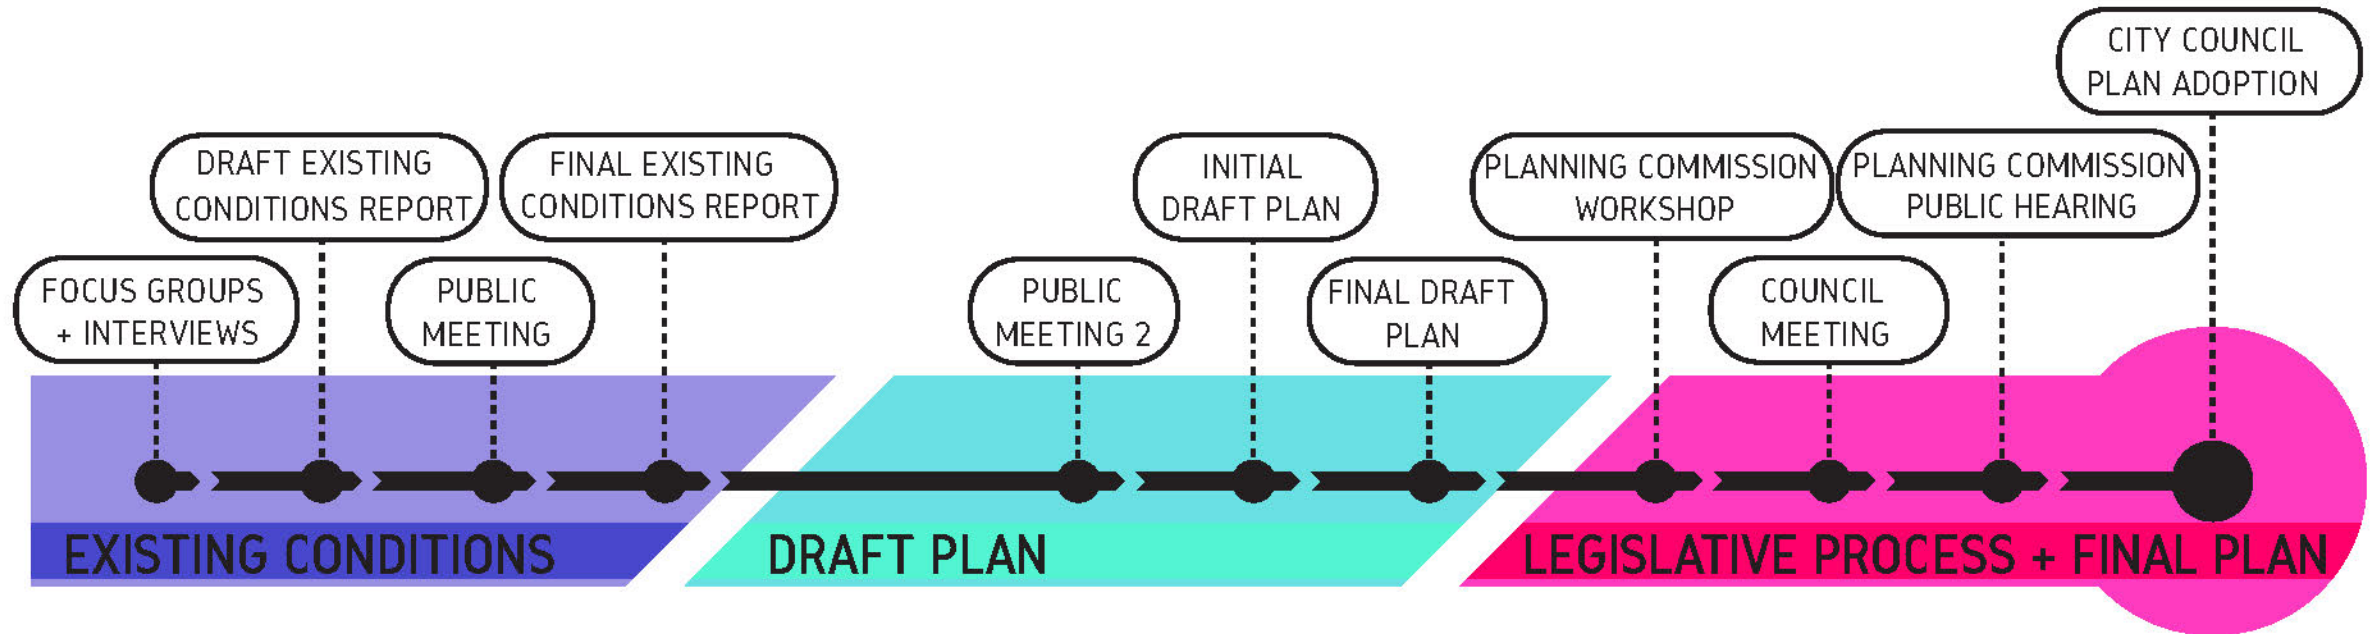 FOCUS GROUPS
+ INTERVIEWS
DRAFT EXISTING
CONDITIONS REPORT
PUBLIC
MEETING
FINAL EXISTING
CONDITIONS REPORT
PUBLIC
MEETING 2
INITIAL
DRAFT PLAN
FINAL DRAFT
PLAN
PLANNING COMMISSION
WORKSHOP
COUNCIL
MEETING
PLANNING COMMISSION
PUBLIC HEARING
CITY COUNCIL
PLAN ADOPTION
EXISTING CONDITIONS
DRAFT PLAN
LEGISLATIVE PROCESS + FINAL PLAN